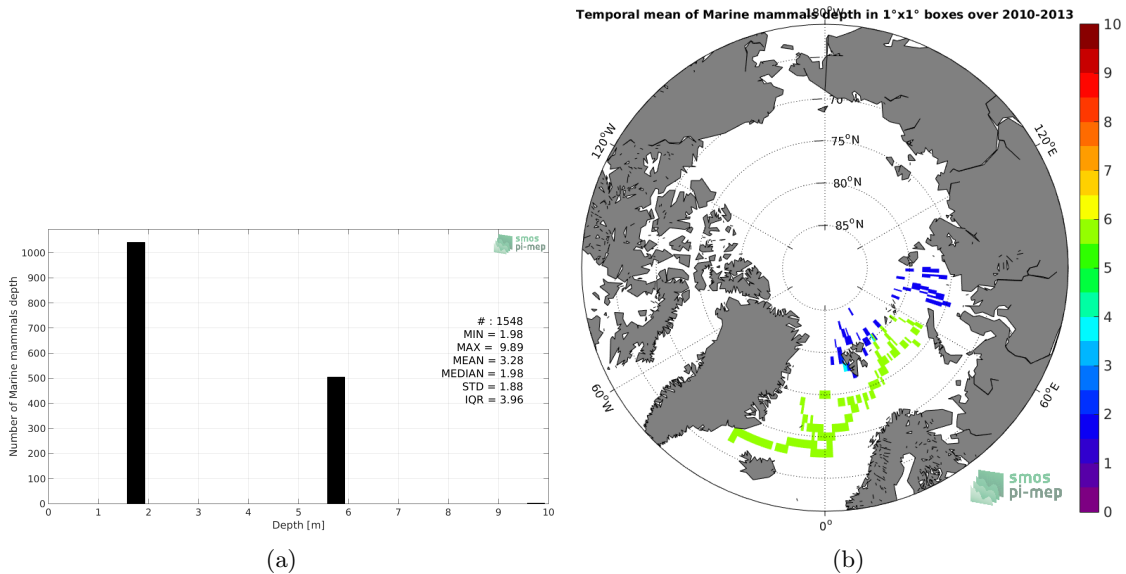 Temporal mean of Marine mammals depth in 1°x1° boxes over 2010-2013
180°W
70
75°N
80°N
85°N
120°W
120°E
60°W
60°E
0°
10
9
8
7
6
5
4
3
2
1
0
smos
pi-mep
(b)
smos
pi-mep
Number of Marine mammals depth
1000
900
800
700
600
500
400
300
200
100
0
# : 1548
MIN = 1.98
MAX = 9.89
MEAN = 3.28
MEDIAN = 1.98
STD = 1.88
IQR = 3.96
0 1 2 3 4 5 6 7 8 9 10
Depth [m]
(a)